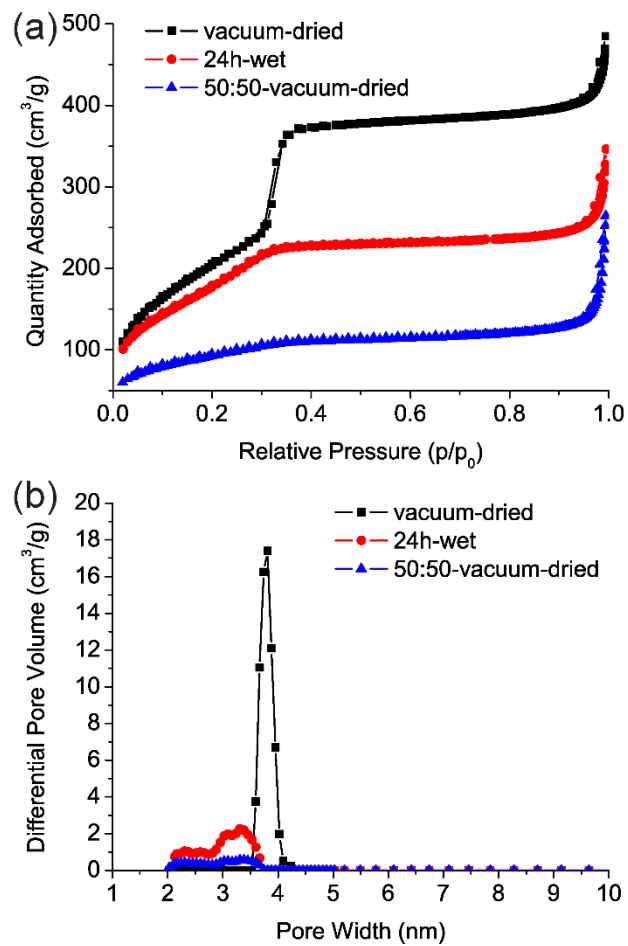 (a)
vacuum-dried
24h-wet
50:50-vacuum-dried
500
400
300
200
100
Quantity Adsorbed (cm³/g)
0.0 0.2 0.4 0.6 0.8 1.0
Relative Pressure (p/p₀)
(b)
vacuum-dried
24h-wet
50:50-vacuum-dried
20
18
16
14
12
10
8
6
4
2
0
Differential Pore Volume (cm³/g)
1 2 3 4 5 6 7 8 9 10
Pore Width (nm)